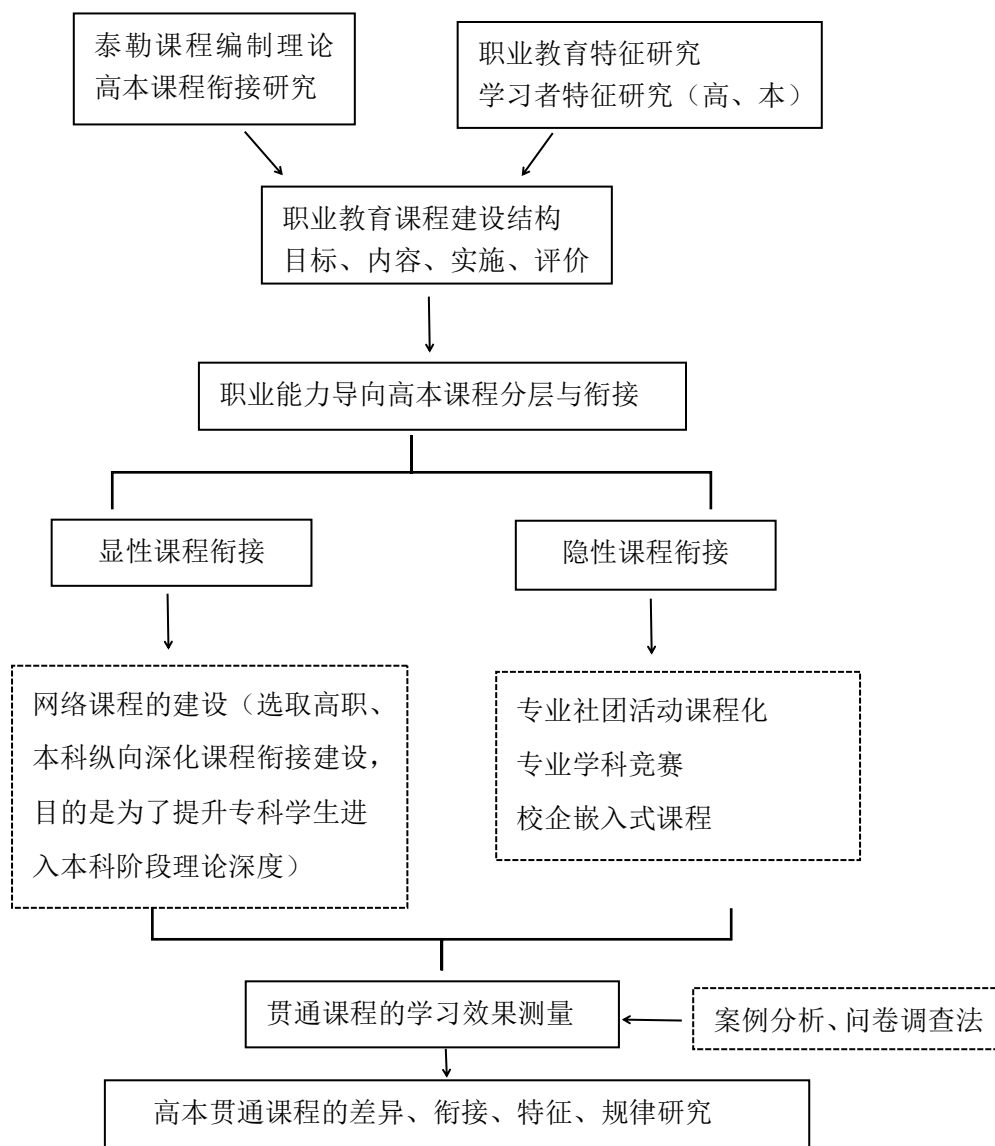 泰勒课程编制理论
高本课程衔接研究
职业教育特征研究
学习者特征研究（高、本）
职业教育课程建设结构
目标、内容、实施、评价
职业能力导向高本课程分层与衔接
显性课程衔接
隐性课程衔接
网络课程的建设（选取高职、
本科纵向深化课程衔接建设，
目的是为了提升专科学生进
入本科阶段理论深度）
专业社团活动课程化
专业学科竞赛
校企嵌入式课程
贯通课程的学习效果测量
案例分析、问卷调查法
高本贯通课程的差异、衔接、特征、规律研究